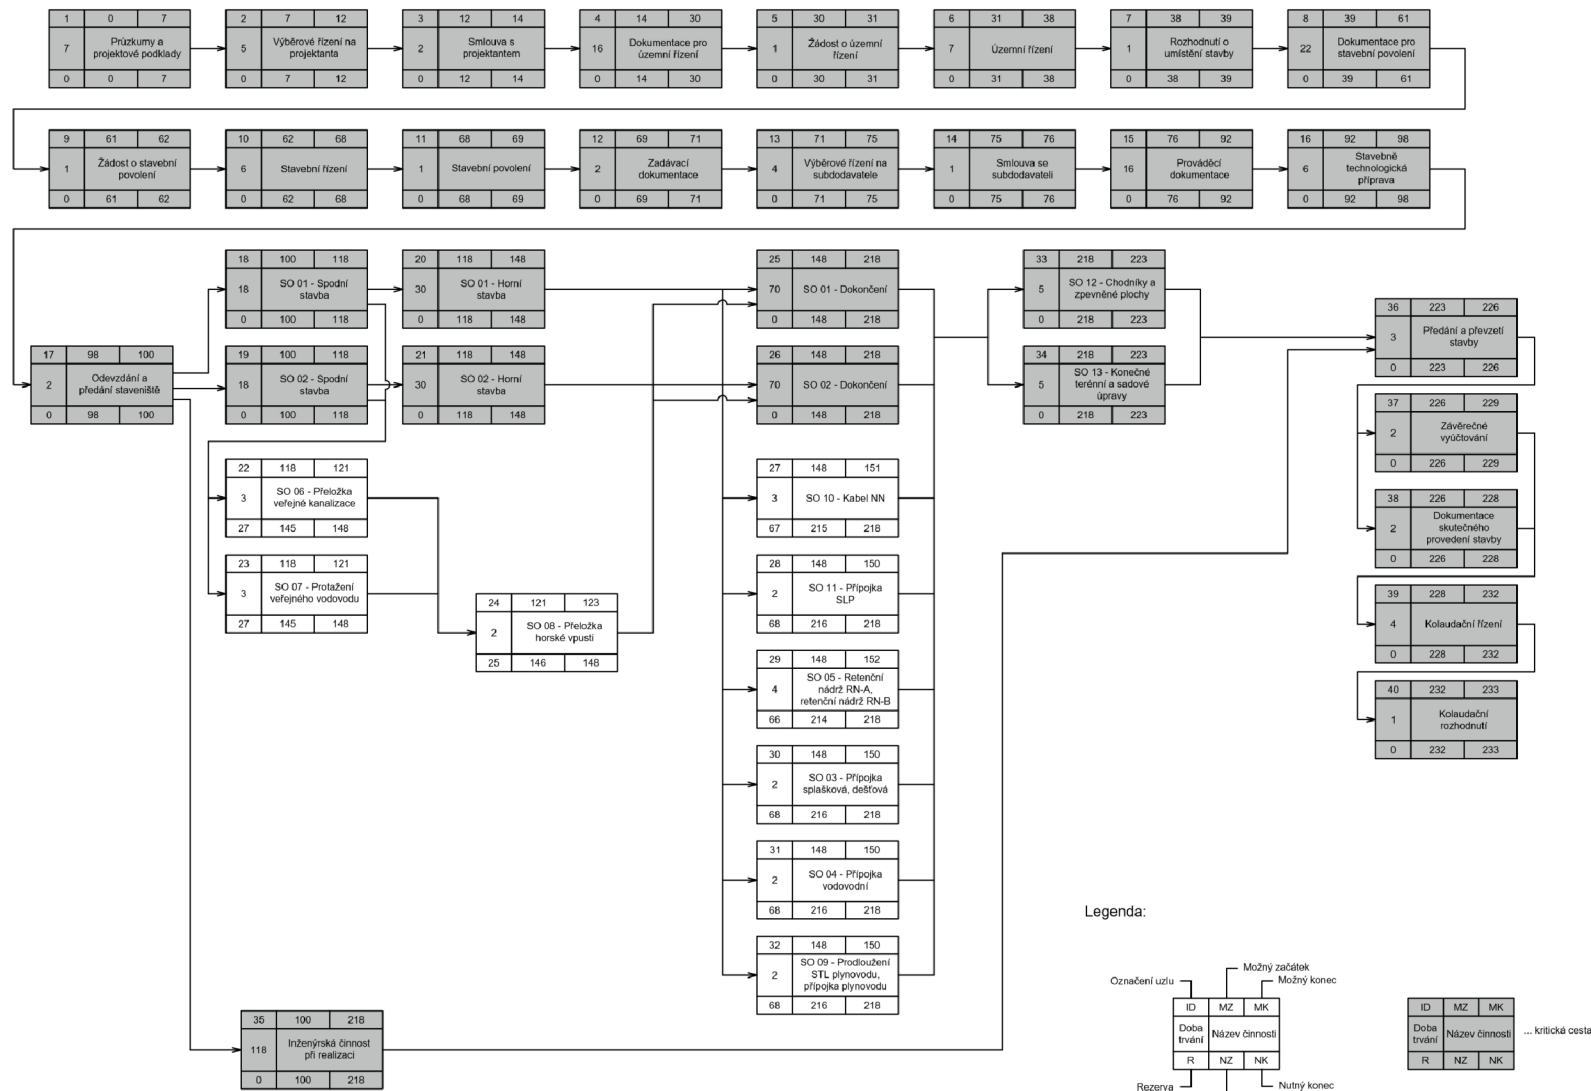 1 0 7
7 Průzkumy a
projektové podklady
0 0 7
2 7 12
5 Výběrové řízení na
projektanta
0 7 12
3 12 14
2 Smlouva s
projektantem
0 12 14
4 14 30
16 Dokumentace pro
územní řízení
0 14 30
5 30 31
1 Žádost o územní
řízení
0 30 31
6 31 38
7 Územní řízení
0 31 38
7 38 39
1 Rozhodnutí o
umístění stavby
0 38 39
8 39 61
22 Dokumentace pro
stavební povolení
0 39 61
9 61 62
1 Žádost o stavební
povolení
0 61 62
10 62 68
6 Stavební řízení
0 62 68
11 68 69
1 Stavební povolení
0 68 69
12 69 71
2 Zadávací
dokumentace
0 69 71
13 71 75
4 Výběrové řízení na
subdodavatele
0 71 75
14 75 76
1 Smlouva se
subdodavateli
0 75 76
15 76 92
16 Prováděcí
dokumentace
0 76 92
16 92 98
6 Stavebně
technologická
příprava
0 92 98
17 98 100
2 Odevzdání a
předání staveniště
0 98 100
18 100 118
18 SO 01 - Spodní
stavba
0 100 118
19 100 118
18 SO 02 - Spodní
stavba
0 100 118
20 118 148
30 SO 01 - Horní
stavba
0 118 148
21 118 148
30 SO 02 - Horní
stavba
0 118 148
22 118 121
3 SO 06 - Přeložka
veřejné kanalizace
27 145 148
23 118 121
3 SO 07 - Protažení
veřejného vodovodu
27 145 148
24 121 123
2 SO 08 - Přeložka
horské vpusti
25 146 148
25 148 218
70 SO 01 - Dokončení
0 148 218
26 148 218
70 SO 02 - Dokončení
0 148 218
27 148 151
3 SO 10 - Kabel NN
67 215 218
28 148 150
2 SO 11 - Přípojka
SLP
68 216 218
29 148 152
4 SO 05 - Retenční
nádrž RN-A,
retenční nádrž RN-B
66 214 218
30 148 150
2 SO 03 - Přípojka
splašková, dešťová
68 216 218
31 148 150
2 SO 04 - Přípojka
vodovodní
68 216 218
32 148 150
2 SO 09 - Prodloužení
STL plynovodu,
přípojka plynovodu
68 216 218
33 218 223
5 SO 12 - Chodníky a
zpevněné plochy
0 218 223
34 218 223
5 SO 13 - Konečné
terénní a sadové
úpravy
0 218 223
35 100 218
118 Inženýrská činnost
při realizaci
0 100 218
36 223 226
3 Předání a převzetí
stavby
0 223 226
37 226 229
2 Závěrečné
vyúčtování
0 226 229
38 226 228
2 Dokumentace
skutečného
provedení stavby
0 226 228
39 228 232
4 Kolaudační řízení
0 228 232
40 232 233
1 Kolaudační
rozhodnutí
0 232 233
Legenda:
Možný začátek
Označení uzlu Možný konec
ID MZ MK
Doba
trvání Název činnosti
R NZ NK
Rezerva Nutný konec
ID MZ MK
Doba
trvání Název činnosti
R NZ NK
... kritická cesta